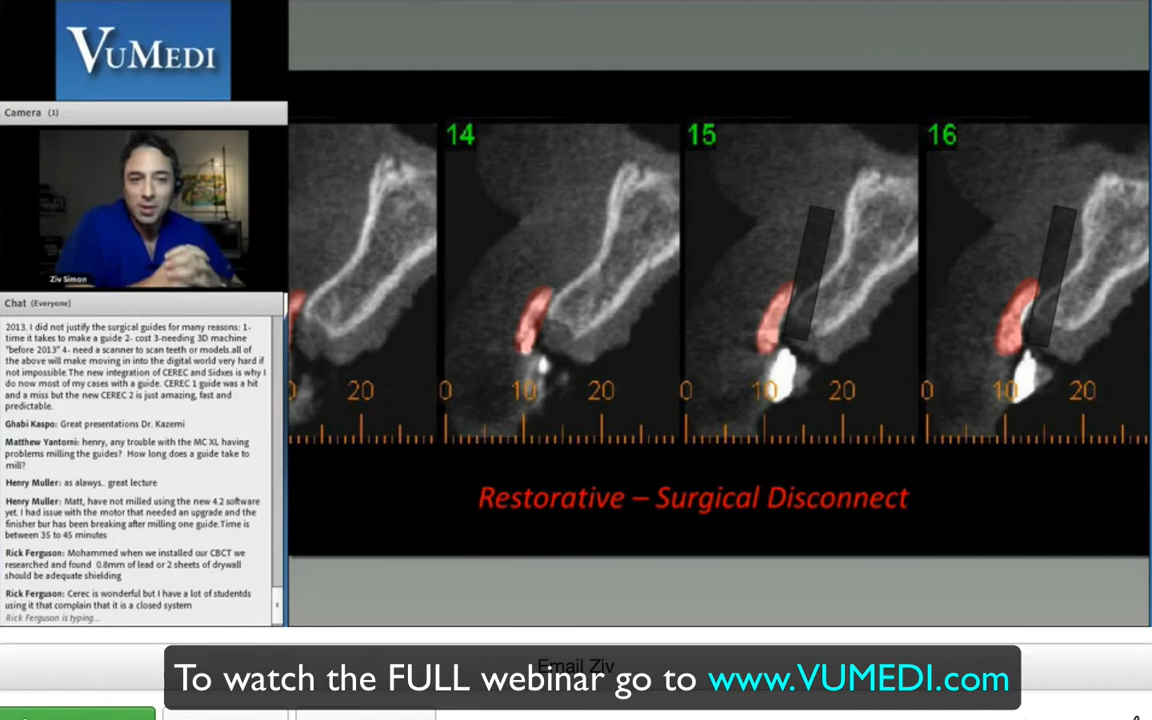 VUMEDI
Camera (1)
Ziv Simon
Chat (Everyone)
2013. I did not justify the surgical guides for many reasons: 1-
time it takes to make a guide 2- cost 3-needing 3D machine
"before 2013" 4- need a scanner to scan teeth or models.all of
the above will make moving in into the digital world very hard if
not impossible.The new integration of CEREC and Sidxes is why I
do now most of my cases with a guide. CEREC 1 guide was a hit
and a miss but the new CEREC 2 is just amazing, fast and
predictable.
Ghabi Kaspo: Great presentations Dr. Kazemi
Matthew Yantorni: henry, any trouble with the MC XL having
problems milling the guides? How long does a guide take to
mill?
Henry Muller: as alawys.. great lecture
Henry Muller: Matt, have not milled using the new 4.2 software
yet. I had issue with the motor that needed an upgrade and the
finisher bur has been breaking after milling one guide.Time is
between 35 to 45 minutes
Rick Ferguson: Mohammed when we installed our CBCT we
researched and found 0.8mm of lead or 2 sheets of drywall
should be adequate shielding
Rick Ferguson: Cerec is wonderful but I have a lot of studentds
using it that complain that it is a closed system
Rick Ferguson is typing...
14 15 16
0 20 0 10 20 0 10 20 0 10 20
Restorative – Surgical Disconnect
Email Ziv
To watch the FULL webinar go to www.VUMEDI.com